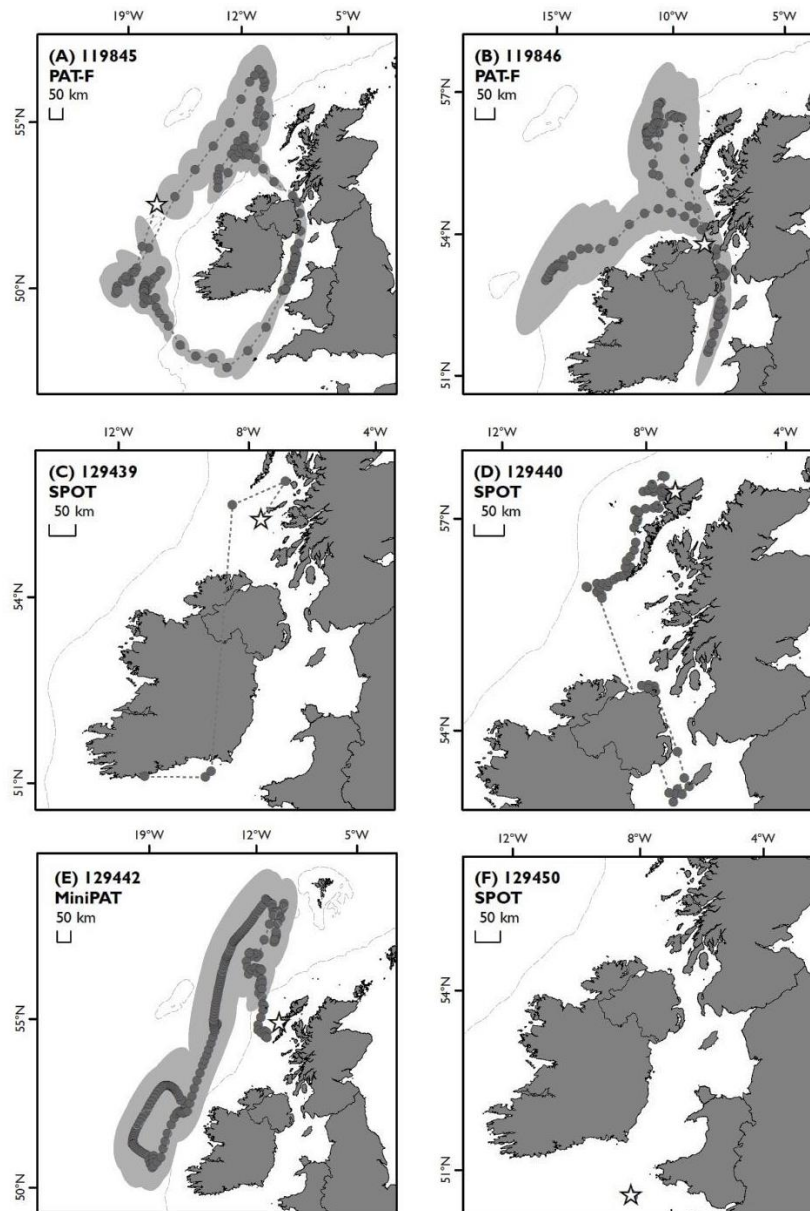 19°W 12°W 5°W
(A) 119845
PAT-F
50 km
55°N
50°N
15°W 10°W 5°W
(B) 119846
PAT-F
50 km
57°N
54°N
51°N
12°W 8°W 4°W
(C) 129439
SPOT
50 km
54°N
51°N
12°W 8°W 4°W
(D) 129440
SPOT
50 km
57°N
54°N
19°W 12°W 5°W
(E) 129442
MiniPAT
50 km
55°N
50°N
12°W 8°W 4°W
(F) 129450
SPOT
50 km
54°N
51°N